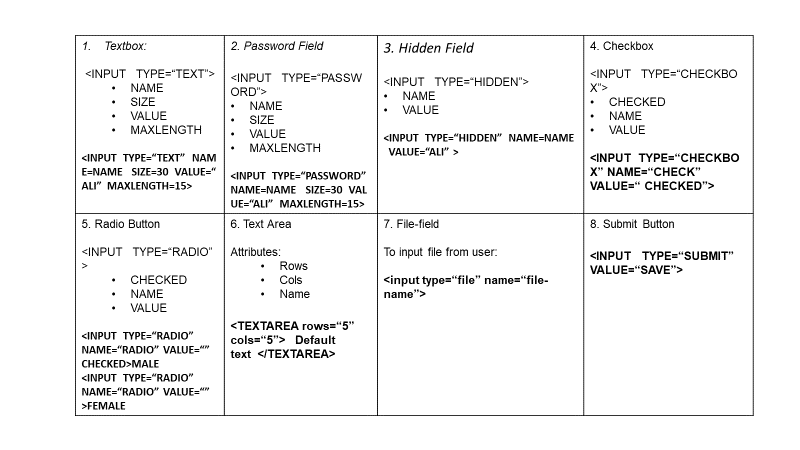 1. Textbox:
<INPUT TYPE=“TEXT”>
• NAME
• SIZE
• VALUE
• MAXLENGTH
<INPUT TYPE=“TEXT” NAM
E=NAME SIZE=30 VALUE=“
ALI” MAXLENGTH=15>
2. Password Field
<INPUT TYPE=“PASSW
ORD”>
• NAME
• SIZE
• VALUE
• MAXLENGTH
<INPUT TYPE=“PASSWORD”
NAME=NAME SIZE=30 VAL
UE=“ALI” MAXLENGTH=15>
3. Hidden Field
<INPUT TYPE=“HIDDEN”>
• NAME
• VALUE
<INPUT TYPE=“HIDDEN” NAME=NAME
VALUE=“ALI” >
4. Checkbox
<INPUT TYPE=“CHECKBO
X”>
• CHECKED
• NAME
• VALUE
<INPUT TYPE=“CHECKBO
X” NAME=“CHECK”
VALUE=“ CHECKED”>
5. Radio Button
<INPUT TYPE=“RADIO”
>
• CHECKED
• NAME
• VALUE
<INPUT TYPE=“RADIO”
NAME=“RADIO” VALUE=“”
CHECKED>MALE
<INPUT TYPE=“RADIO”
NAME=“RADIO” VALUE=“”
>FEMALE
6. Text Area
Attributes:
• Rows
• Cols
• Name
<TEXTAREA rows=“5”
cols=“5”> Default
text </TEXTAREA>
7. File-field
To input file from user:
<input type=“file” name=“file-
name”>
8. Submit Button
<INPUT TYPE=“SUBMIT”
VALUE=“SAVE”>